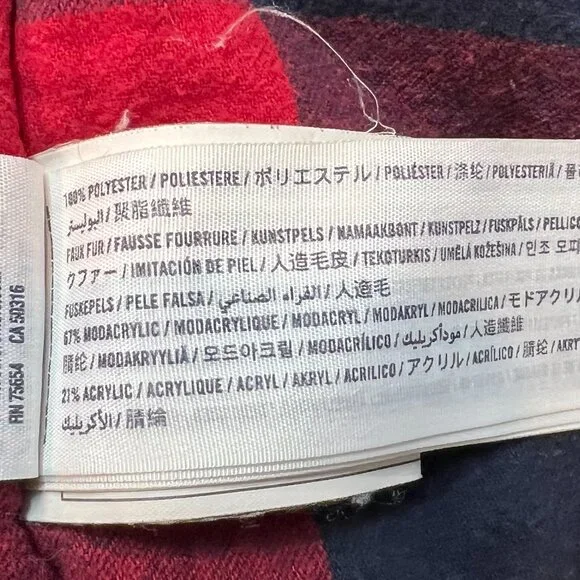 100% POLYESTER / POLIESTERE / ポリエステル / POLIÉSTER / 涤纶 / POLYESTERIÄ /
البوليستر / 聚脂纖維
FAUX FUR / FAUSSE FOURRURE / KUNSTPELS / NAMAAKBONT / KUNSTPELZ / FUSKPÄLS / PELLICC
クファー / IMITACIÓN DE PIEL / 人造毛皮 / TEKOTURKIS / UMĚLÁ KOŽEŠINA / 인조 모피
FUSKEPELS / PELE FALSA / الفراء الصناعي / 人造毛
67% MODACRYLIC / MODACRYLIQUE / MODACRYL / MODAKRYL / MODACRILICA / モドアクリル
腈纶 / MODAKRYYLIÄ / 모드아크릴 / MODACRÍLICO / مودأكريليك / 人造纖維
21% ACRYLIC / ACRYLIQUE / ACRYL / AKRYL / ACRILICO / アクリル / ACRÍLICO / 腈纶 / AKRY
الأكريليك / 腈綸
RN 75654 CA 50316